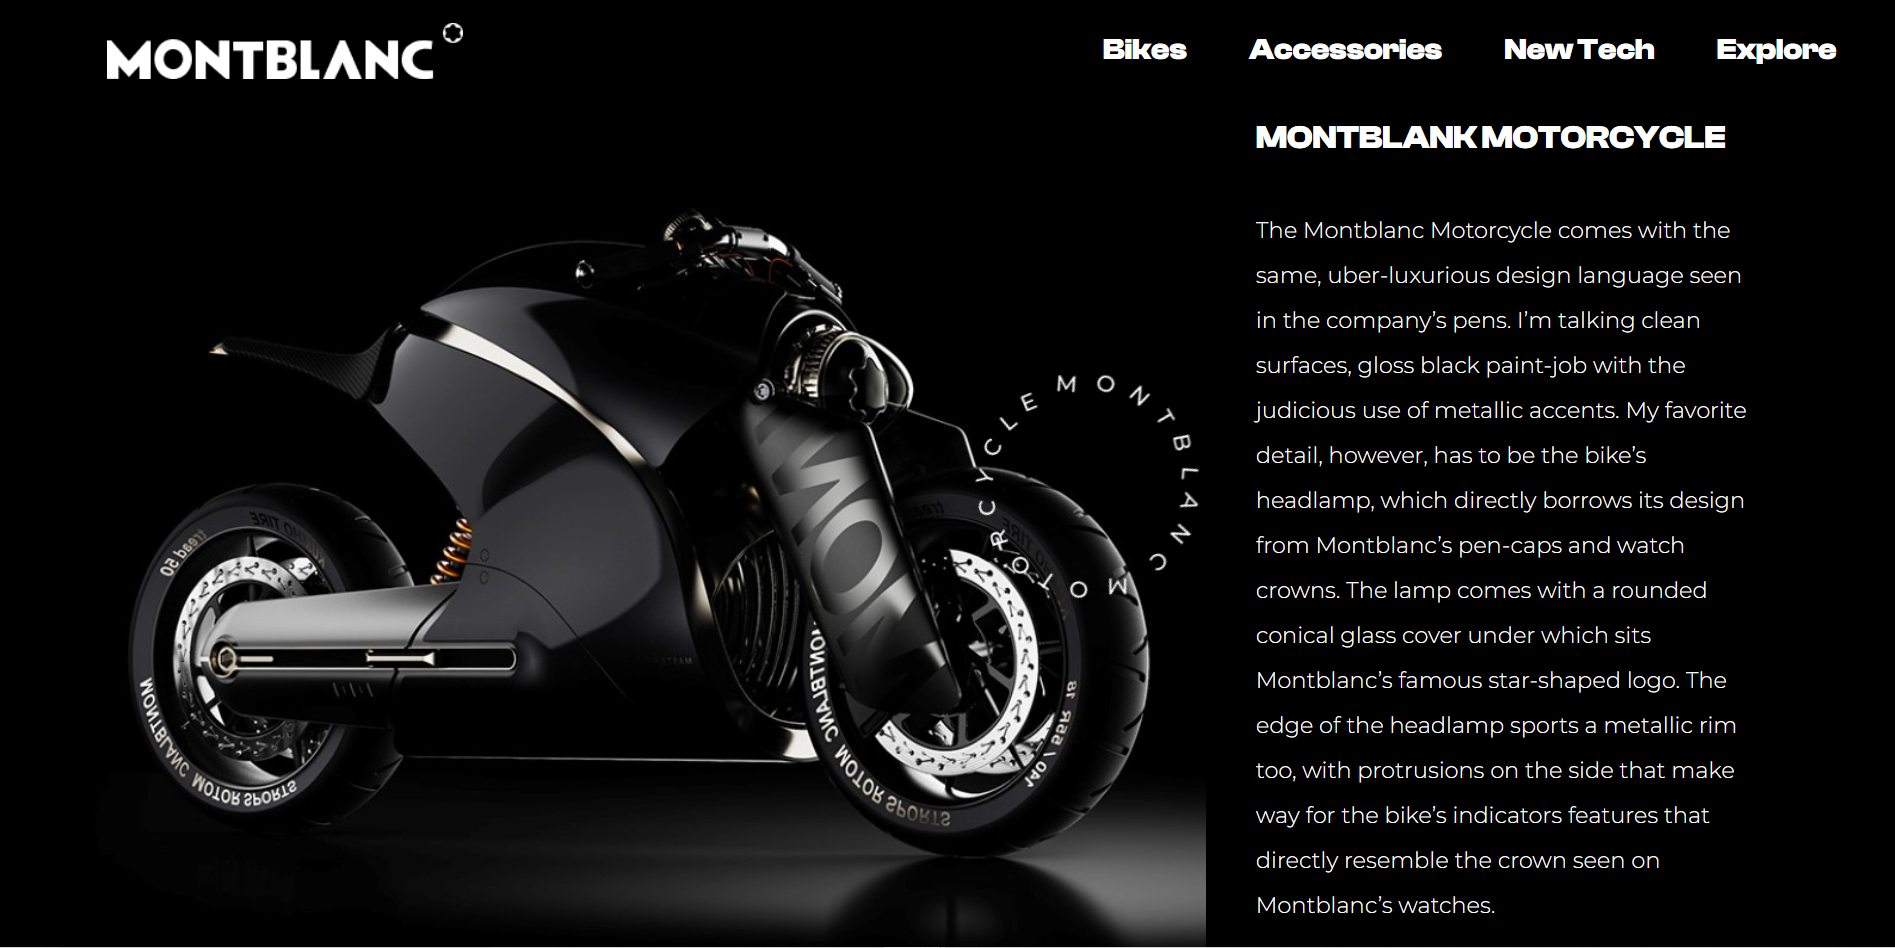 MONTBLANC
Bikes
Accessories
New Tech
Explore
MONTBLANK MOTORCYCLE
The Montblanc Motorcycle comes with the
same, uber-luxurious design language seen
in the company’s pens. I’m talking clean
surfaces, gloss black paint-job with the
judicious use of metallic accents. My favorite
detail, however, has to be the bike’s
headlamp, which directly borrows its design
from Montblanc’s pen-caps and watch
crowns. The lamp comes with a rounded
conical glass cover under which sits
Montblanc’s famous star-shaped logo. The
edge of the headlamp sports a metallic rim
too, with protrusions on the side that make
way for the bike’s indicators features that
directly resemble the crown seen on
Montblanc’s watches.
MONTBLANC MOTORCYCLE
MON
tread 50
MONTBLANC MOTOR SPORTS
MONTBLANC MOTOR SPORTS